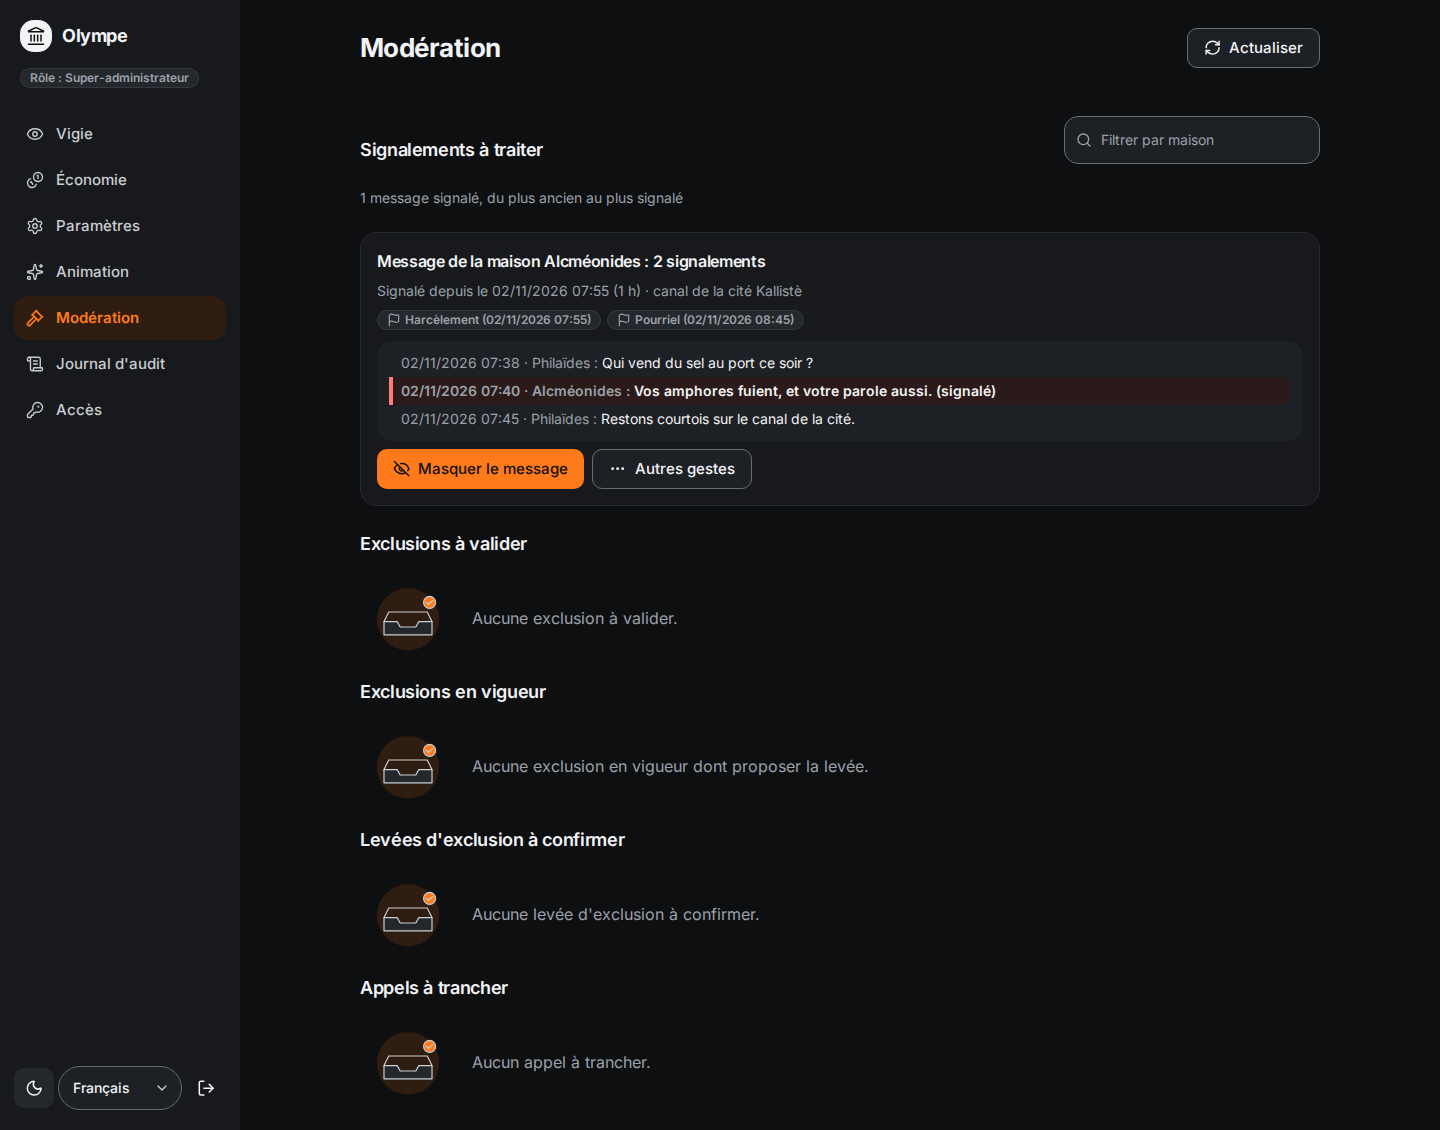 Olympe
Rôle : Super-administrateur
Vigie
Économie
Paramètres
Animation
Modération
Journal d'audit
Accès
Français
Modération
Actualiser
Signalements à traiter
Filtrer par maison
1 message signalé, du plus ancien au plus signalé
Message de la maison Alcméonides : 2 signalements
Signalé depuis le 02/11/2026 07:55 (1 h) · canal de la cité Kallistè
Harcèlement (02/11/2026 07:55)
Pourriel (02/11/2026 08:45)
02/11/2026 07:38 · Philaïdes : Qui vend du sel au port ce soir ?
02/11/2026 07:40 · Alcméonides : Vos amphores fuient, et votre parole aussi. (signalé)
02/11/2026 07:45 · Philaïdes : Restons courtois sur le canal de la cité.
Masquer le message
Autres gestes
Exclusions à valider
Aucune exclusion à valider.
Exclusions en vigueur
Aucune exclusion en vigueur dont proposer la levée.
Levées d'exclusion à confirmer
Aucune levée d'exclusion à confirmer.
Appels à trancher
Aucun appel à trancher.